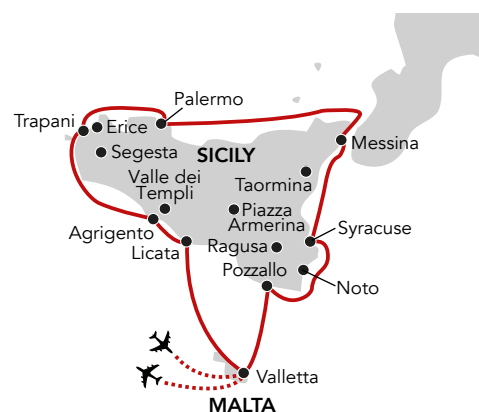 Palermo
Trapani
Erice
Messina
Segesta
SICILY
Valle dei
Templi
Taormina
Piazza
Armerina
Agrigento
Syracuse
Licata
Ragusa
Pozzallo
Noto
Valletta
MALTA